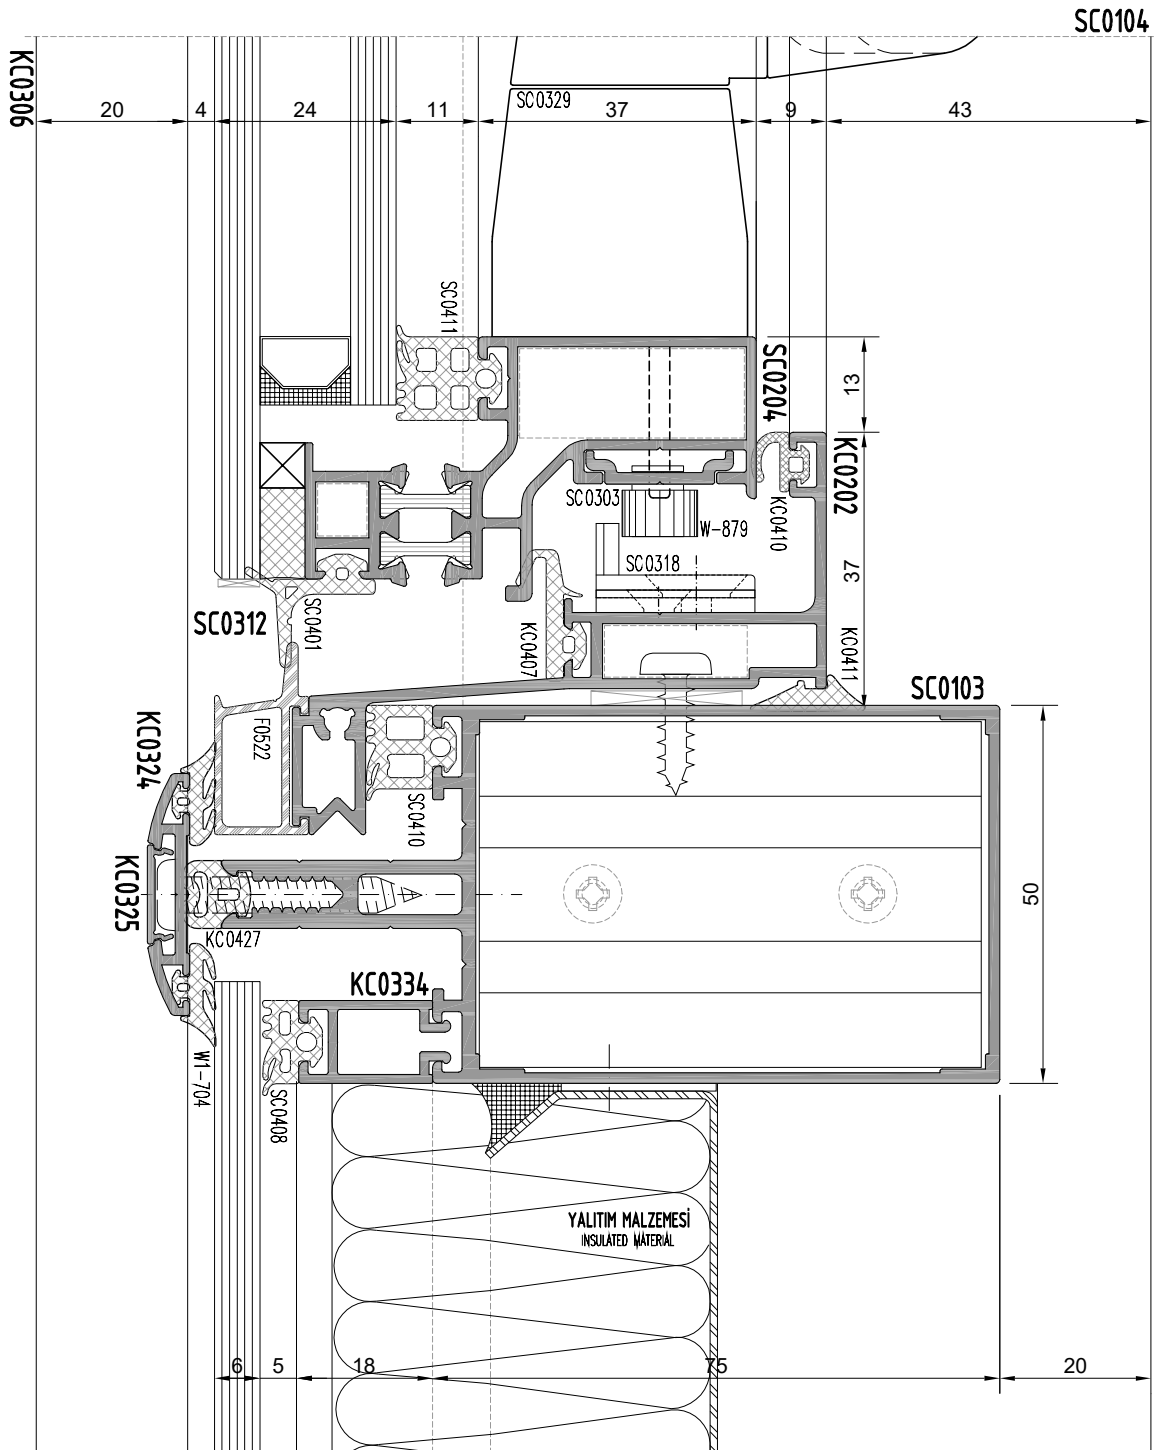 SC0104
KC0306
20
4
24
11
37
9
43
SC0329
SC0411
SC0204
13
KC0202
SC0303
W-879
KC0410
SC0318
37
SC0312
SC0401
KC0407
KC0411
SC0103
KC0324
F0522
SC0410
KC0325
50
KC0427
KC0334
W1-704
SC0408
YALITIM MALZEMESİ
INSULATED MATERIAL
6
5
18
75
20